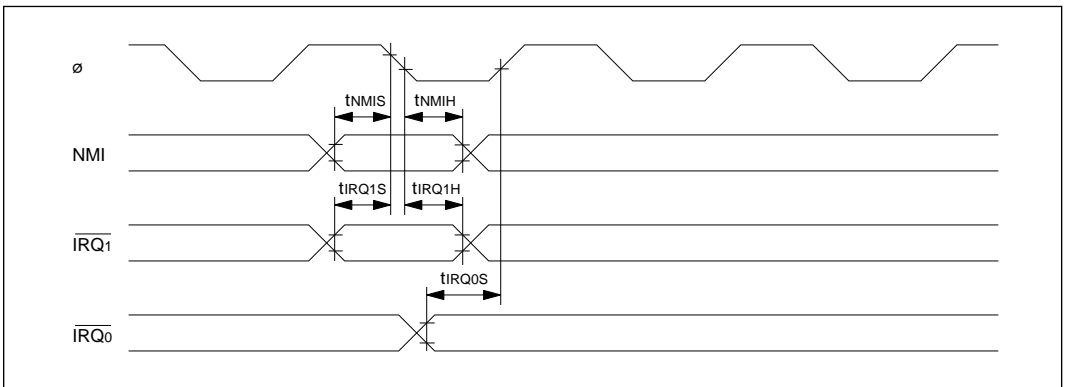 ø
tNMIS tNMIH
NMI
tIRQ1S tIRQ1H
IRQ1
tIRQ0S
IRQ0